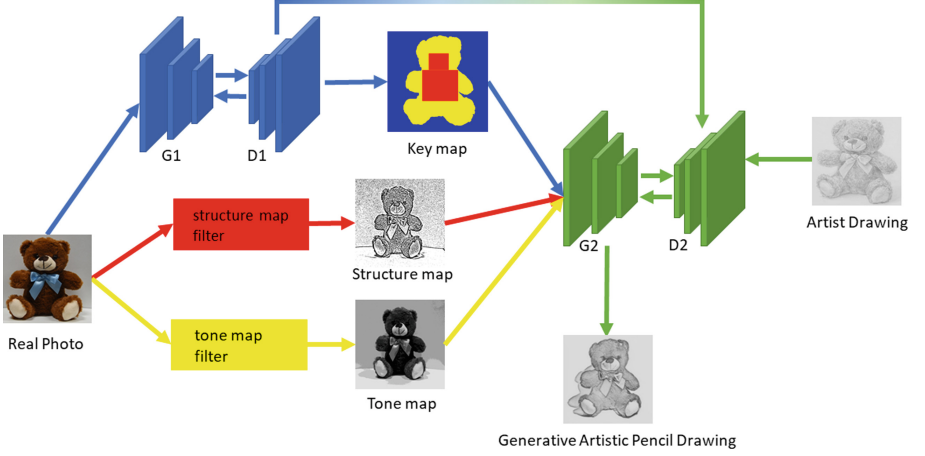 G1
D1
Key map
structure map
filter
Structure map
Real Photo
tone map
filter
Tone map
G2
D2
Artist Drawing
Generative Artistic Pencil Drawing